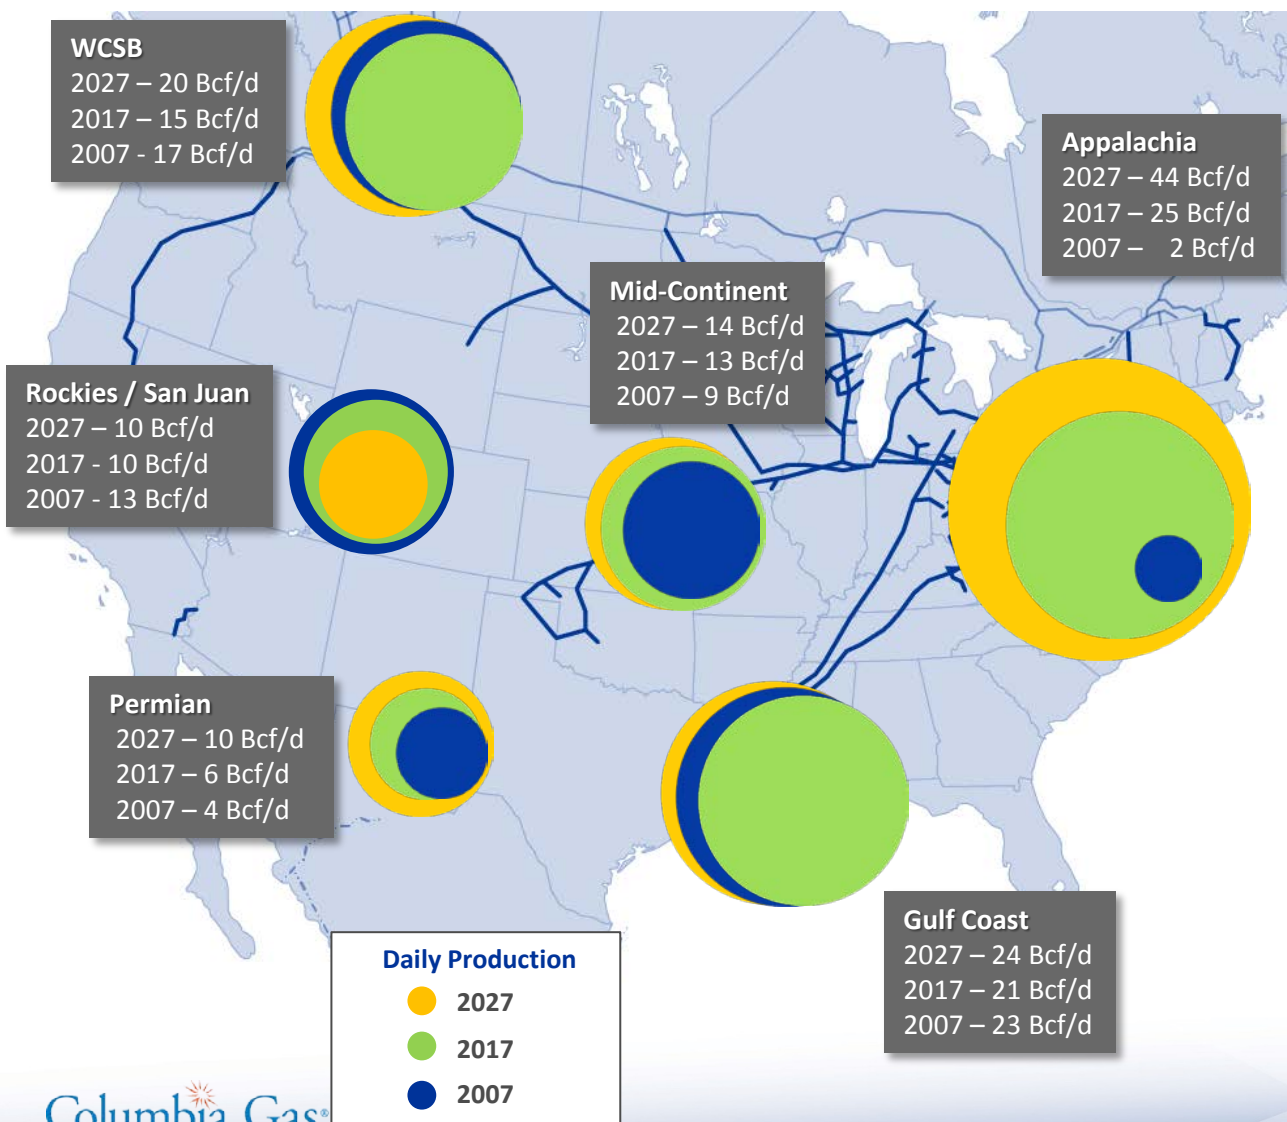 WCSB
2027 – 20 Bcf/d
2017 – 15 Bcf/d
2007 - 17 Bcf/d
Appalachia
2027 – 44 Bcf/d
2017 – 25 Bcf/d
2007 – 2 Bcf/d
Mid-Continent
2027 – 14 Bcf/d
2017 – 13 Bcf/d
2007 – 9 Bcf/d
Rockies / San Juan
2027 – 10 Bcf/d
2017 - 10 Bcf/d
2007 - 13 Bcf/d
Permian
2027 – 10 Bcf/d
2017 – 6 Bcf/d
2007 – 4 Bcf/d
Gulf Coast
2027 – 24 Bcf/d
2017 – 21 Bcf/d
2007 – 23 Bcf/d
Daily Production
2027
2017
2007
Columbia Gas®